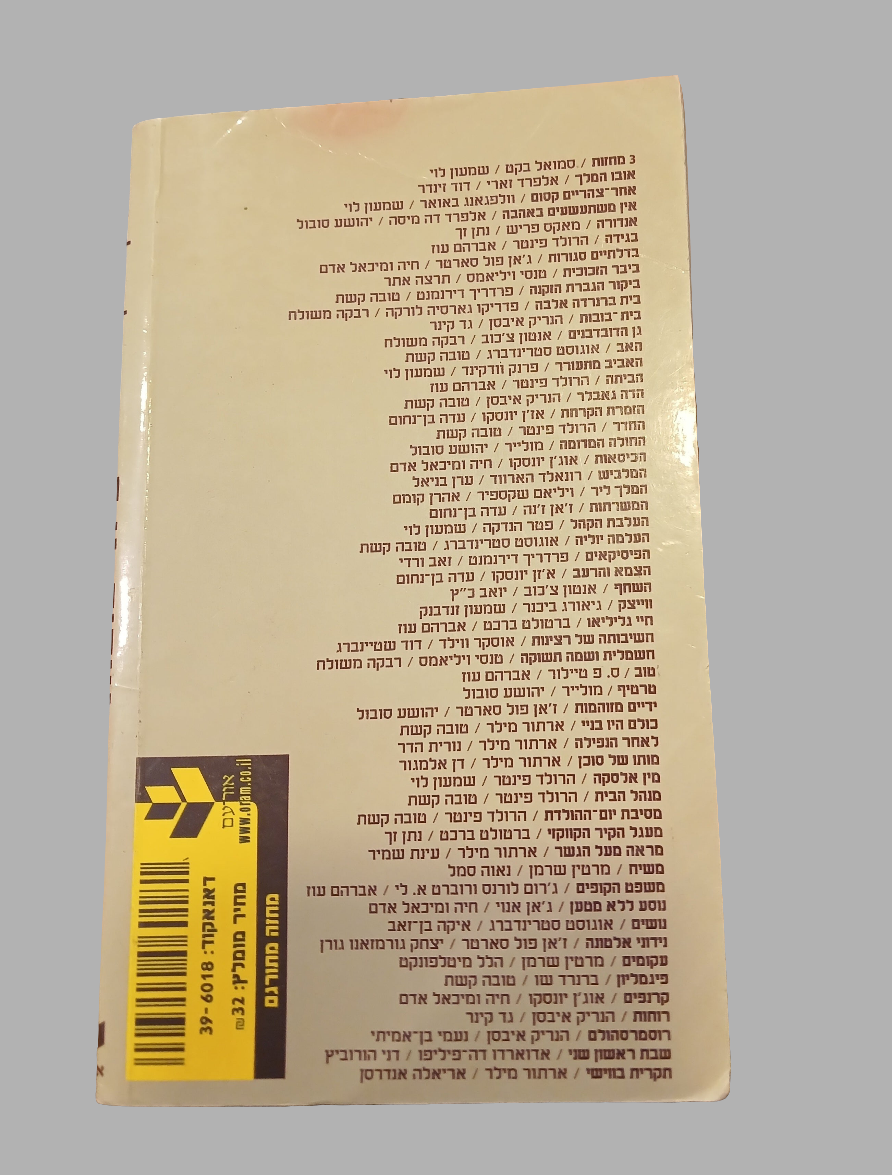 3 מחזות / סמואל בקט / שמעון לוי
אובו המלך / אלפרד זארי / דוד זינדר
אחר־צהריים קסום / וולפגאנג באואר / שמעון לוי
אין משתעשעים באהבה / אלפרד דה מיסה / יהושע סובול
אנדורה / מאקס פריש / נתן זך
בגידה / הרולד פינטר / אברהם עוז
בדלתיים סגורות / ג'אן פול סארטר / חיה ומיכאל אדם
ביבר הזכוכית / טנסי ויליאמס / תרצה אתר
ביקור הגברת הזקנה / פרדריך דירנמנט / טובה קשת
בית ברנרדה אלבה / פדריקו גארסיה לורקה / רבקה משולח
בית־בובות / הנריק איבסן / גד קינר
גן הדובדבנים / אנטון צ'כוב / רבקה משולח
האב / אוגוסט סטרינדברג / טובה קשת
האביב מתעורר / פרנק וודקינד / שמעון לוי
הביתה / הרולד פינטר / אברהם עוז
הדה גאבלר / הנריק איבסן / טובה קשת
הזמרת הקרחת / אז'ן יונסקו / עדה בן־נחום
החדר / הרולד פינטר / טובה קשת
החולה המדומה / מולייר / יהושע סובול
הכיסאות / אוג'ן יונסקו / חיה ומיכאל אדם
המלביש / רונאלד הארווד / ערן בניאל
המלך ליר / ויליאם שקספיר / אהרן קומם
המשרתות / ז'אן ז'נה / עדה בן־נחום
העלבת הקהל / פטר הנדקה / שמעון לוי
העלמה יוליה / אוגוסט סטרינדברג / טובה קשת
הפיסיקאים / פרדריך דירנמנט / זאב ורדי
הצמא והרעב / א'זן יונסקו / עדה בן־נחום
השחף / אנטון צ'כוב / יואב כ"ץ
ווייצק / גיאורג ביכנר / שמעון זנדבנק
חיי גליליאו / ברטולט ברכט / אברהם עוז
חשיבותה של רצינות / אוסקר ווילד / דוד שטיינברג
חשמלית ושמה תשוקה / טנסי ויליאמס / רבקה משולח
טוב / ס. פ טיילור / אברהם עוז
טרטיף / מולייר / יהושע סובול
ידיים מזוהמות / ז'אן פול סארטר / יהושע סובול
כולם היו בניי / ארתור מילר / טובה קשת
לאחר הנפילה / ארתור מילר / נורית הדר
מותו של סוכן / ארתור מילר / דן אלמגור
מין אלסקה / הרולד פינטר / שמעון לוי
מנהל הבית / הרולד פינטר / טובה קשת
מסיבת יום־ההולדת / הרולד פינטר / טובה קשת
מעגל הקיר הקווקזי / ברטולט ברכט / נתן זך
מראה מעל הגשר / ארתור מילר / עינת שמיר
משיח / מרטין שרמן / נאוה סמל
משפט הקופים / ג'רום לורנס ורוברט א. לי / אברהם עוז
נוסע ללא מטען / ג'אן אנוי / חיה ומיכאל אדם
נושים / אוגוסט סטרינדברג / איקה בן־זאב
נידוני אלטונה / ז'אן פול סארטר / יצחק גורמזאנו גורן
עקומים / מרטין שרמן / הלל מיטלפונקט
פיגמליון / ברנרד שו / טובה קשת
קרנפים / אוג'ן יונסקו / חיה ומיכאל אדם
רוחות / הנריק איבסן / גד קינר
רוסמרסהולם / הנריק איבסן / נעמי בן־אמיתי
שבת ראשון שני / אדוארדו דה־פיליפו / דני הורוביץ
תקרית בווישי / ארתור מילר / אריאלה אנדרסן
אור־עם
www.oram.co.il
דאנאקוד: 39-6018
מחיר מומלץ: 32 ₪
מחזה מתורגם